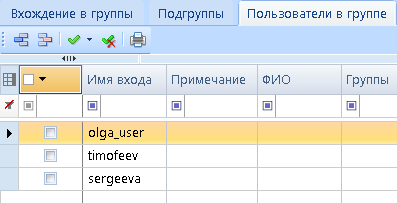 Вхождение в группы Подгруппы Пользователи в группе
Имя входа Примечание ФИО Группы
olga_user
timofeev
sergeeva